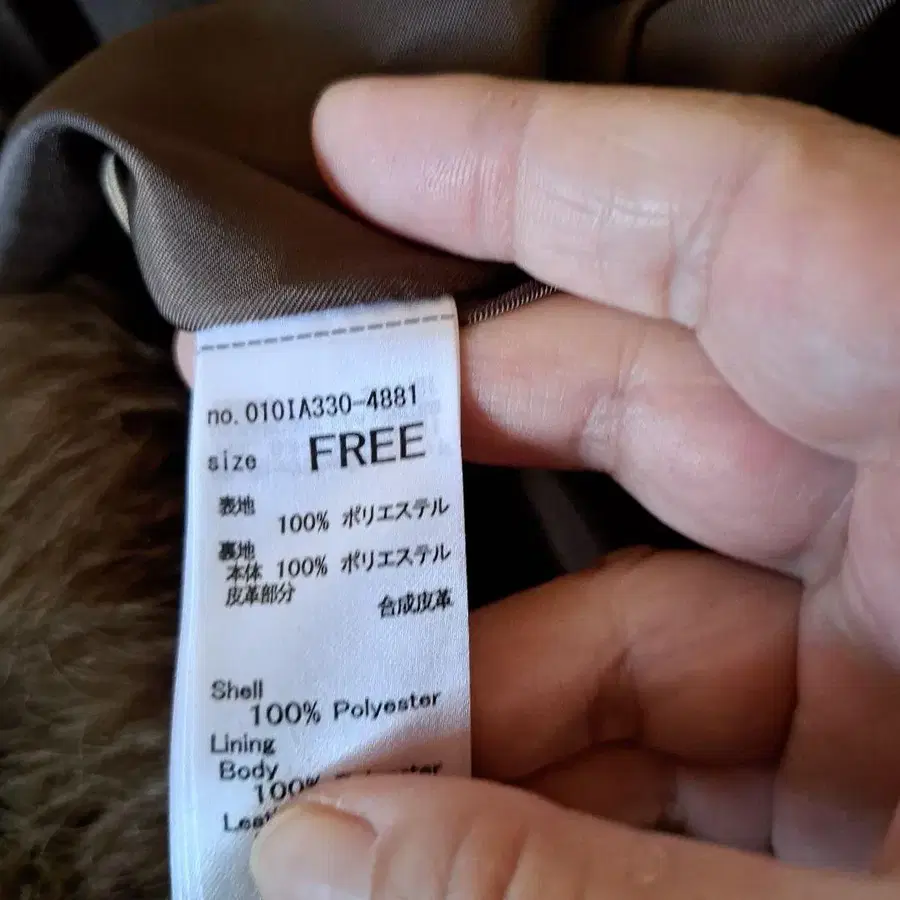 no. 010IA330-4881
size FREE
表地
100% ポリエステル
裏地
本体 100% ポリエステル
皮革部分
合成皮革
Shell
100% Polyester
Lining
Body
100%